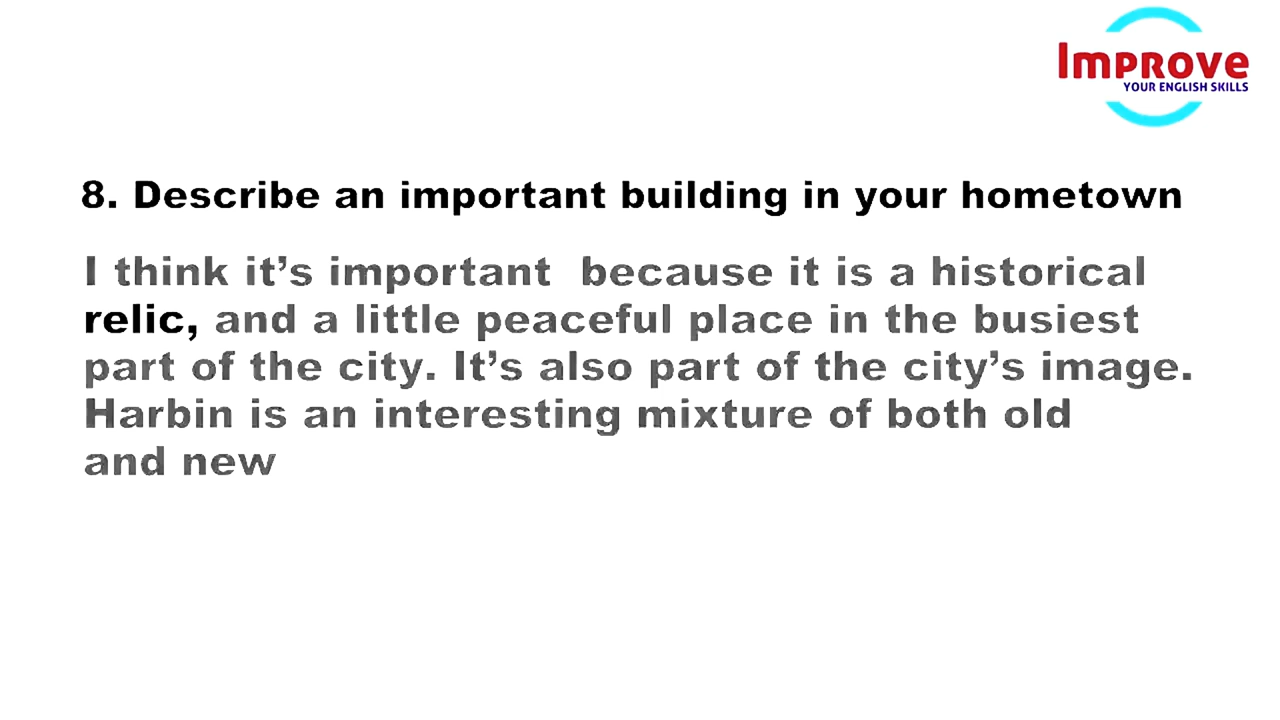 Improve
YOUR ENGLISH SKILLS
8. Describe an important building in your hometown
I think it’s important  because it is a historical
relic, and a little peaceful place in the busiest
part of the city. It’s also part of the city’s image.
Harbin is an interesting mixture of both old
and new